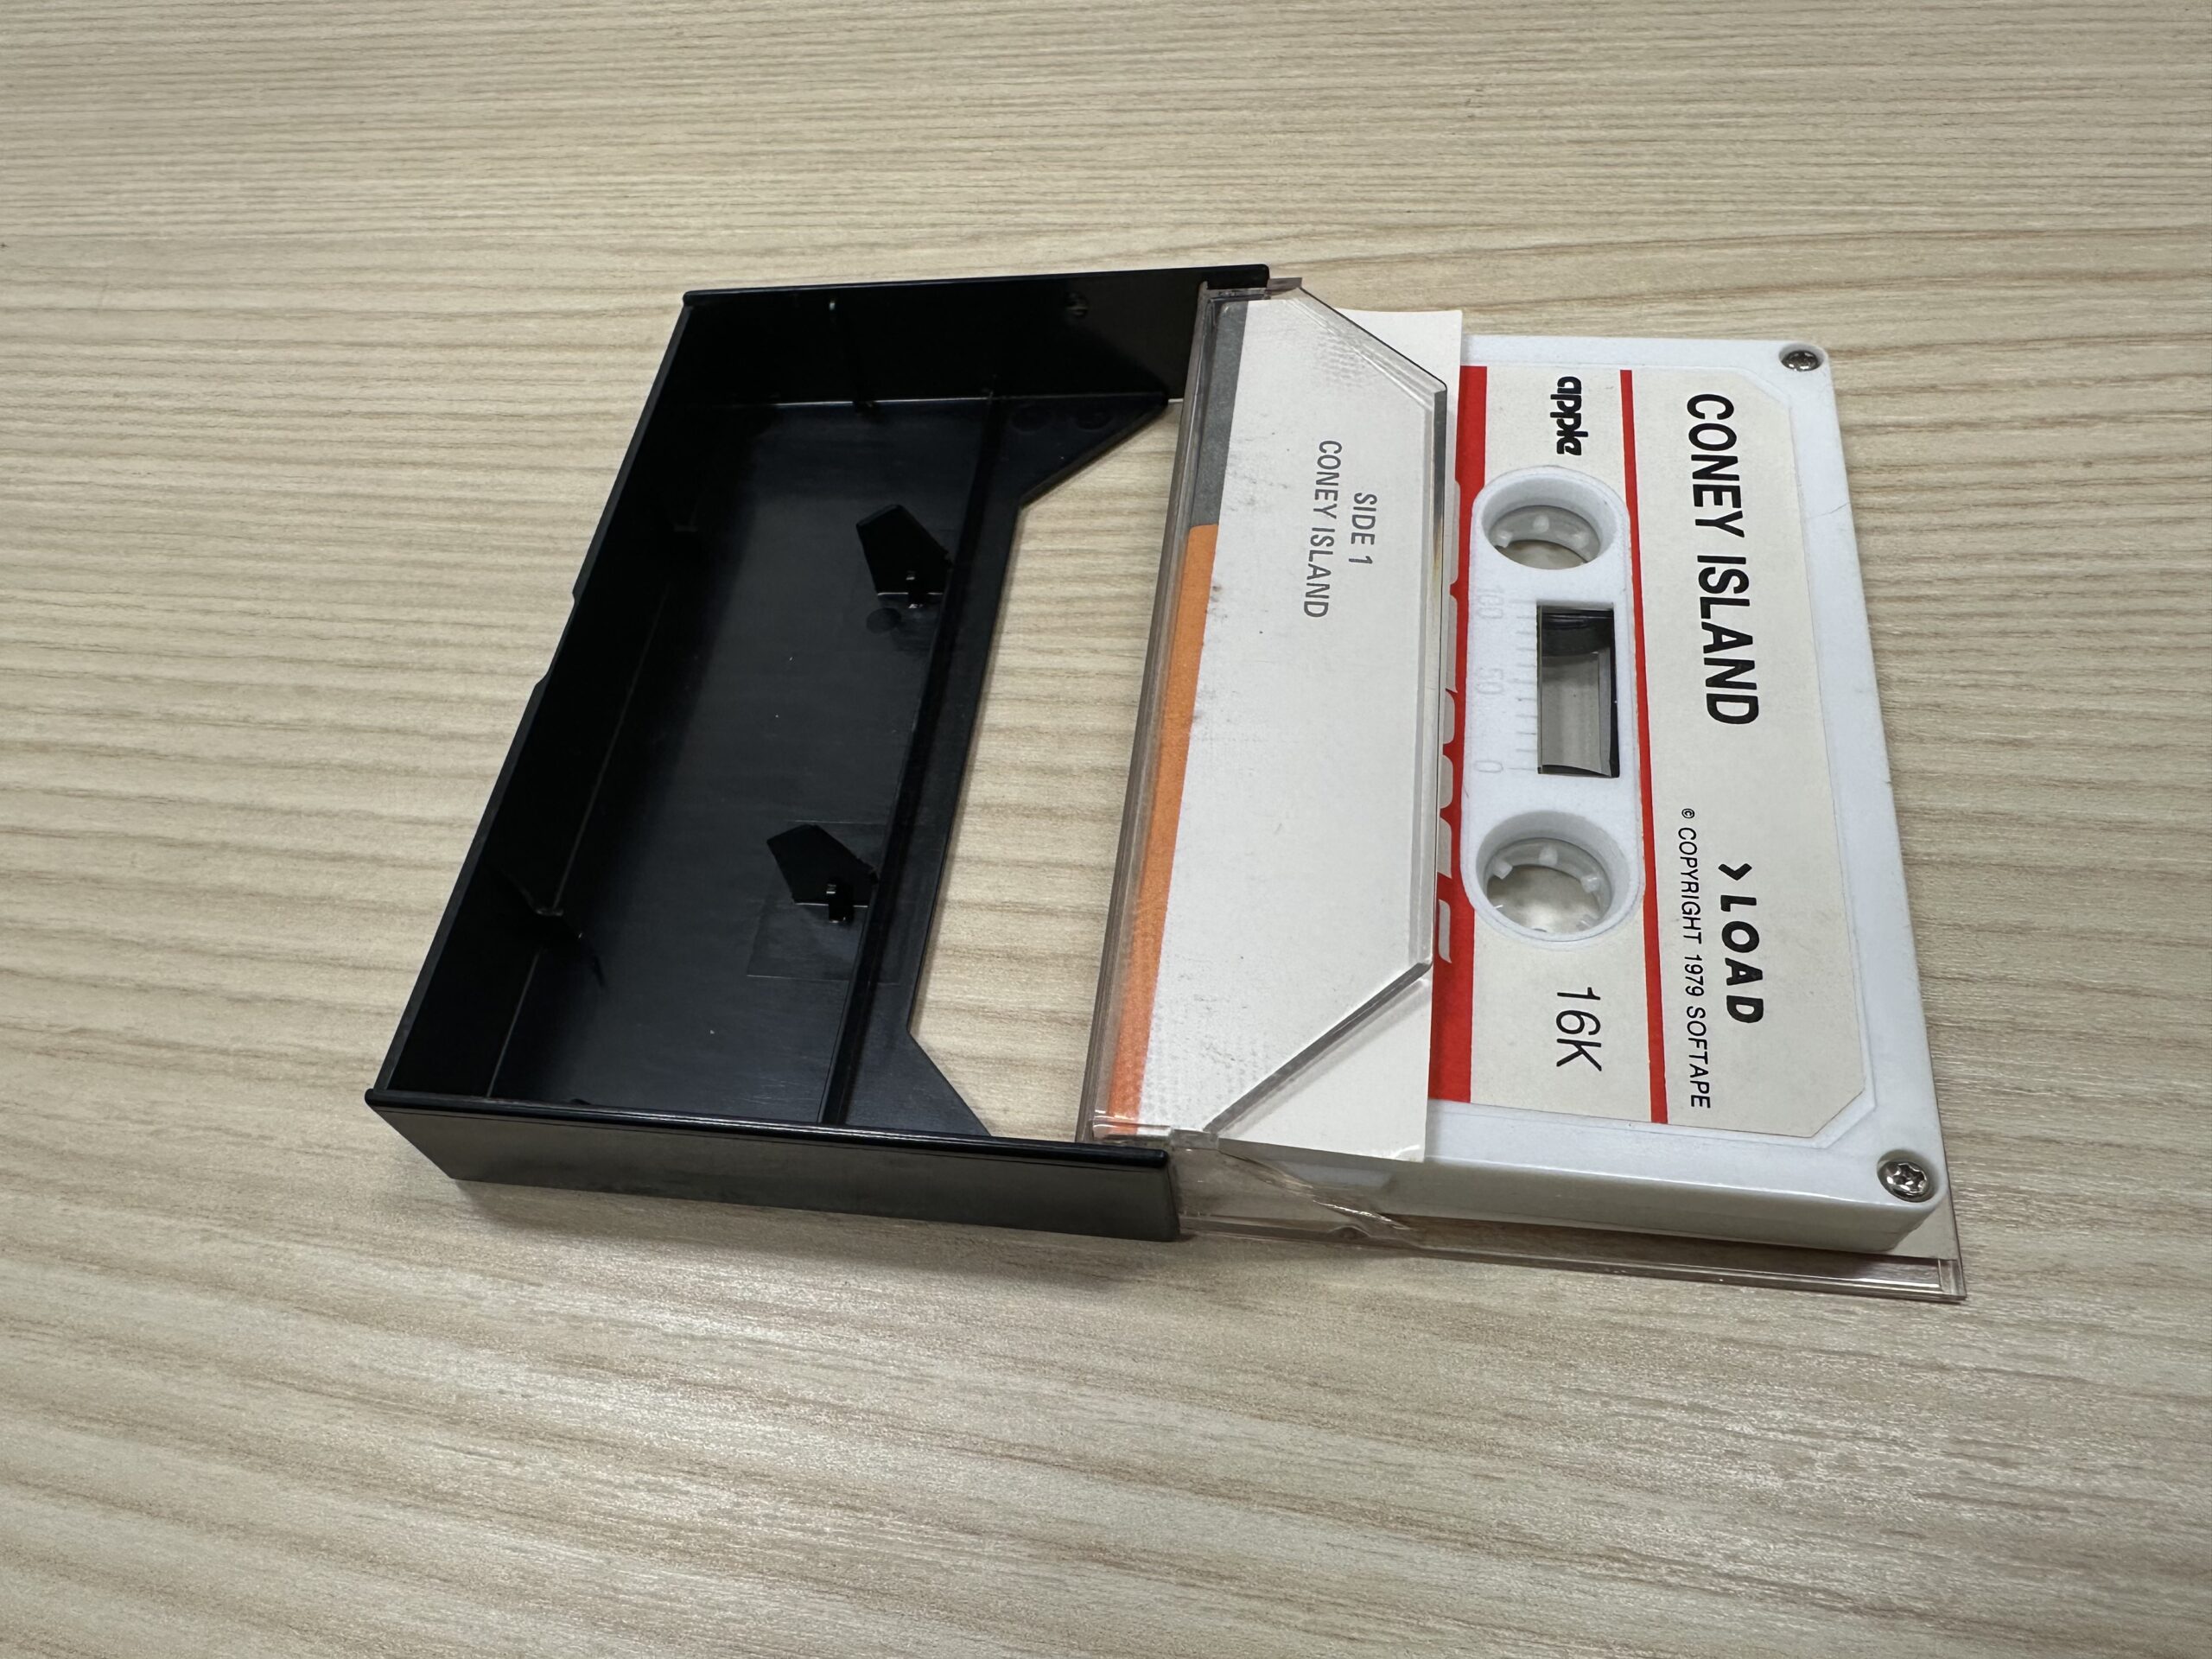 SIDE 1
CONEY ISLAND
CONEY ISLAND
>LOAD
© COPYRIGHT 1979 SOFTAPE
apple
16K
100 50 0